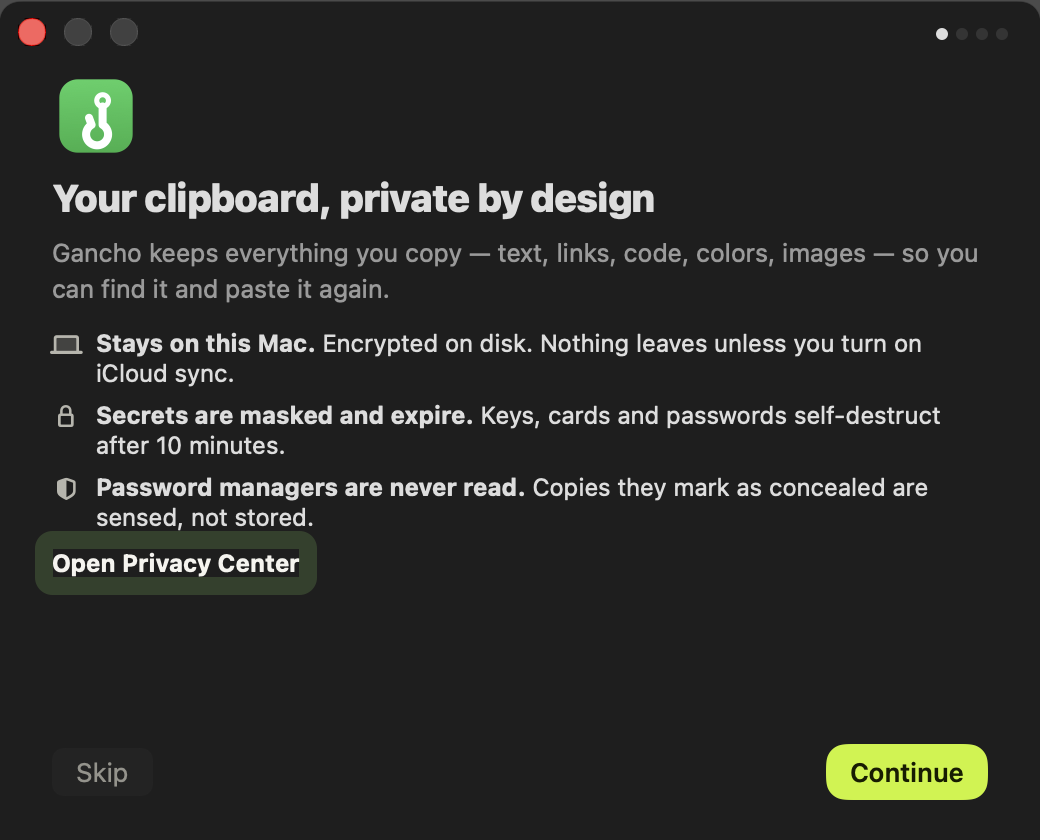 Your clipboard, private by design
Gancho keeps everything you copy — text, links, code, colors, images — so you
can find it and paste it again.
Stays on this Mac. Encrypted on disk. Nothing leaves unless you turn on
iCloud sync.
Secrets are masked and expire. Keys, cards and passwords self-destruct
after 10 minutes.
Password managers are never read. Copies they mark as concealed are
sensed, not stored.
Open Privacy Center
Skip
Continue